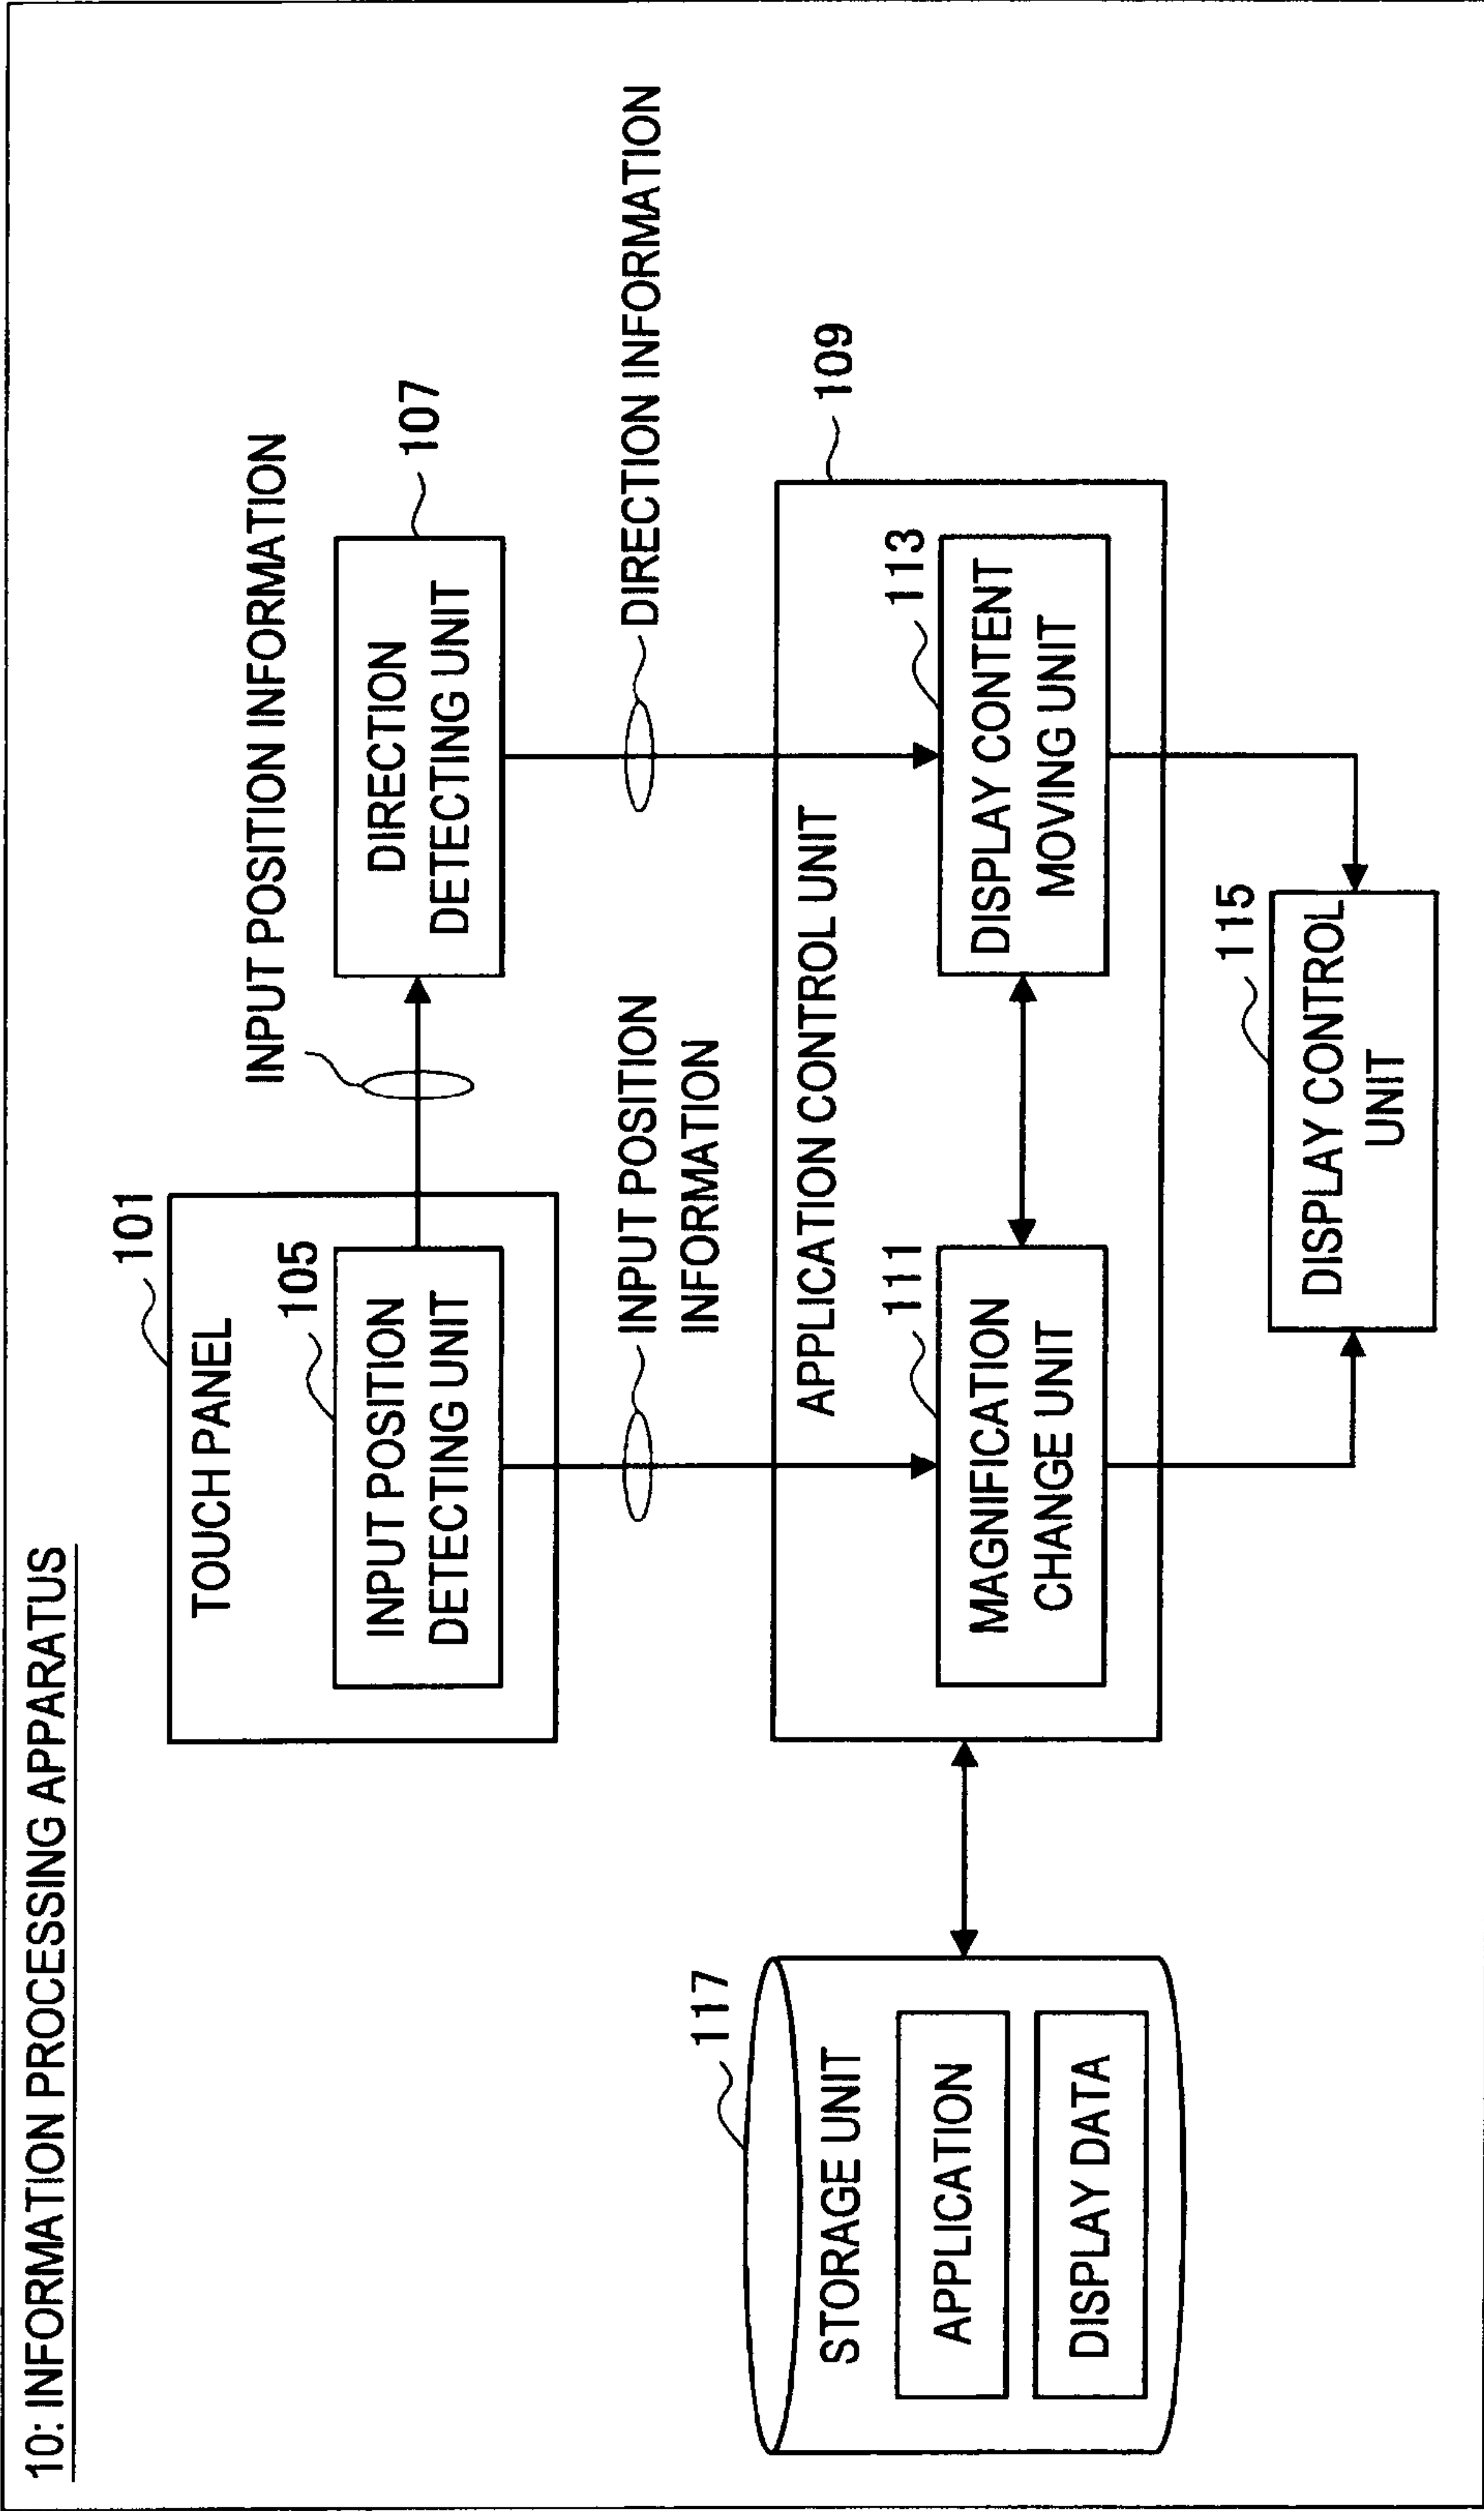 10: INFORMATION PROCESSING APPARATUS
101
TOUCH PANEL
105
INPUT POSITION
DETECTING UNIT
INPUT POSITION INFORMATION
107
DIRECTION
DETECTING UNIT
INPUT POSITION
INFORMATION
DIRECTION INFORMATION
109
APPLICATION CONTROL UNIT
111
MAGNIFICATION
CHANGE UNIT
113
DISPLAY CONTENT
MOVING UNIT
117
STORAGE UNIT
APPLICATION
DISPLAY DATA
115
DISPLAY CONTROL
UNIT